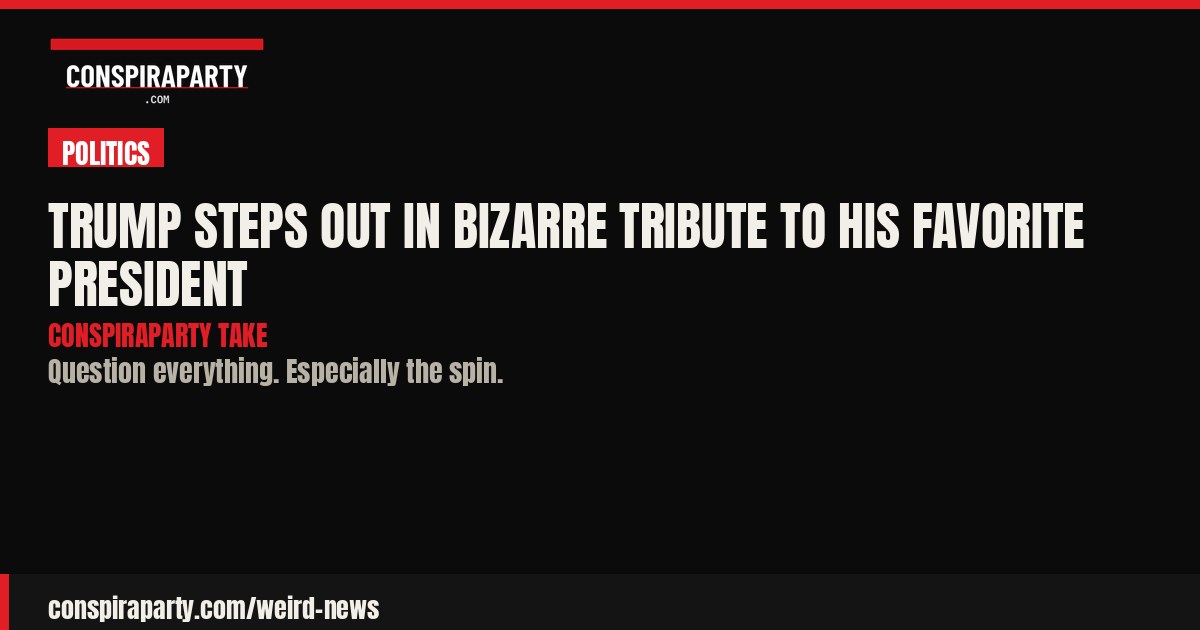 CONSPIRAPARTY
.COM
POLITICS
TRUMP STEPS OUT IN BIZARRE TRIBUTE TO HIS FAVORITE
PRESIDENT
CONSPIRAPARTY TAKE
Question everything. Especially the spin.
conspiraparty.com/weird-news